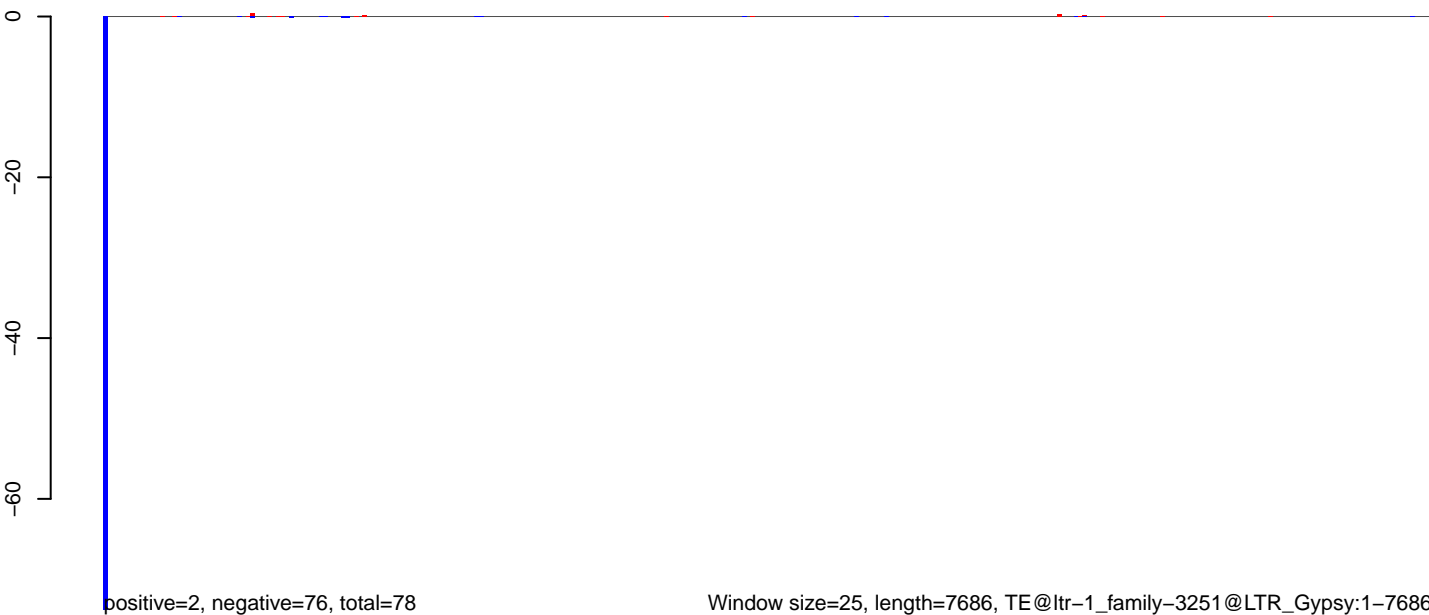 0
−20
−40
−60
positive=2, negative=76, total=78
Window size=25, length=7686, TE@ltr−1_family−3251@LTR_Gypsy:1−7686